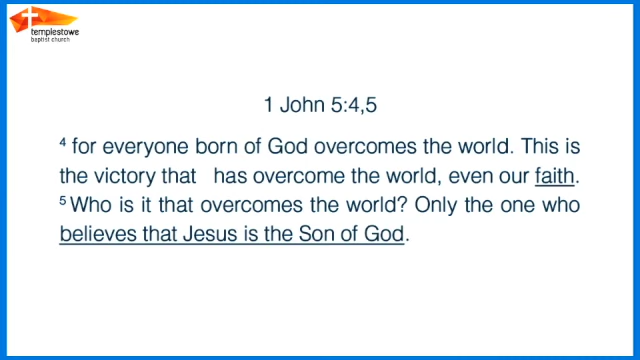 templestowe
baptist church
1 John 5:4,5
4 for everyone born of God overcomes the world. This is
the victory that has overcome the world, even our faith.
5 Who is it that overcomes the world? Only the one who
believes that Jesus is the Son of God.